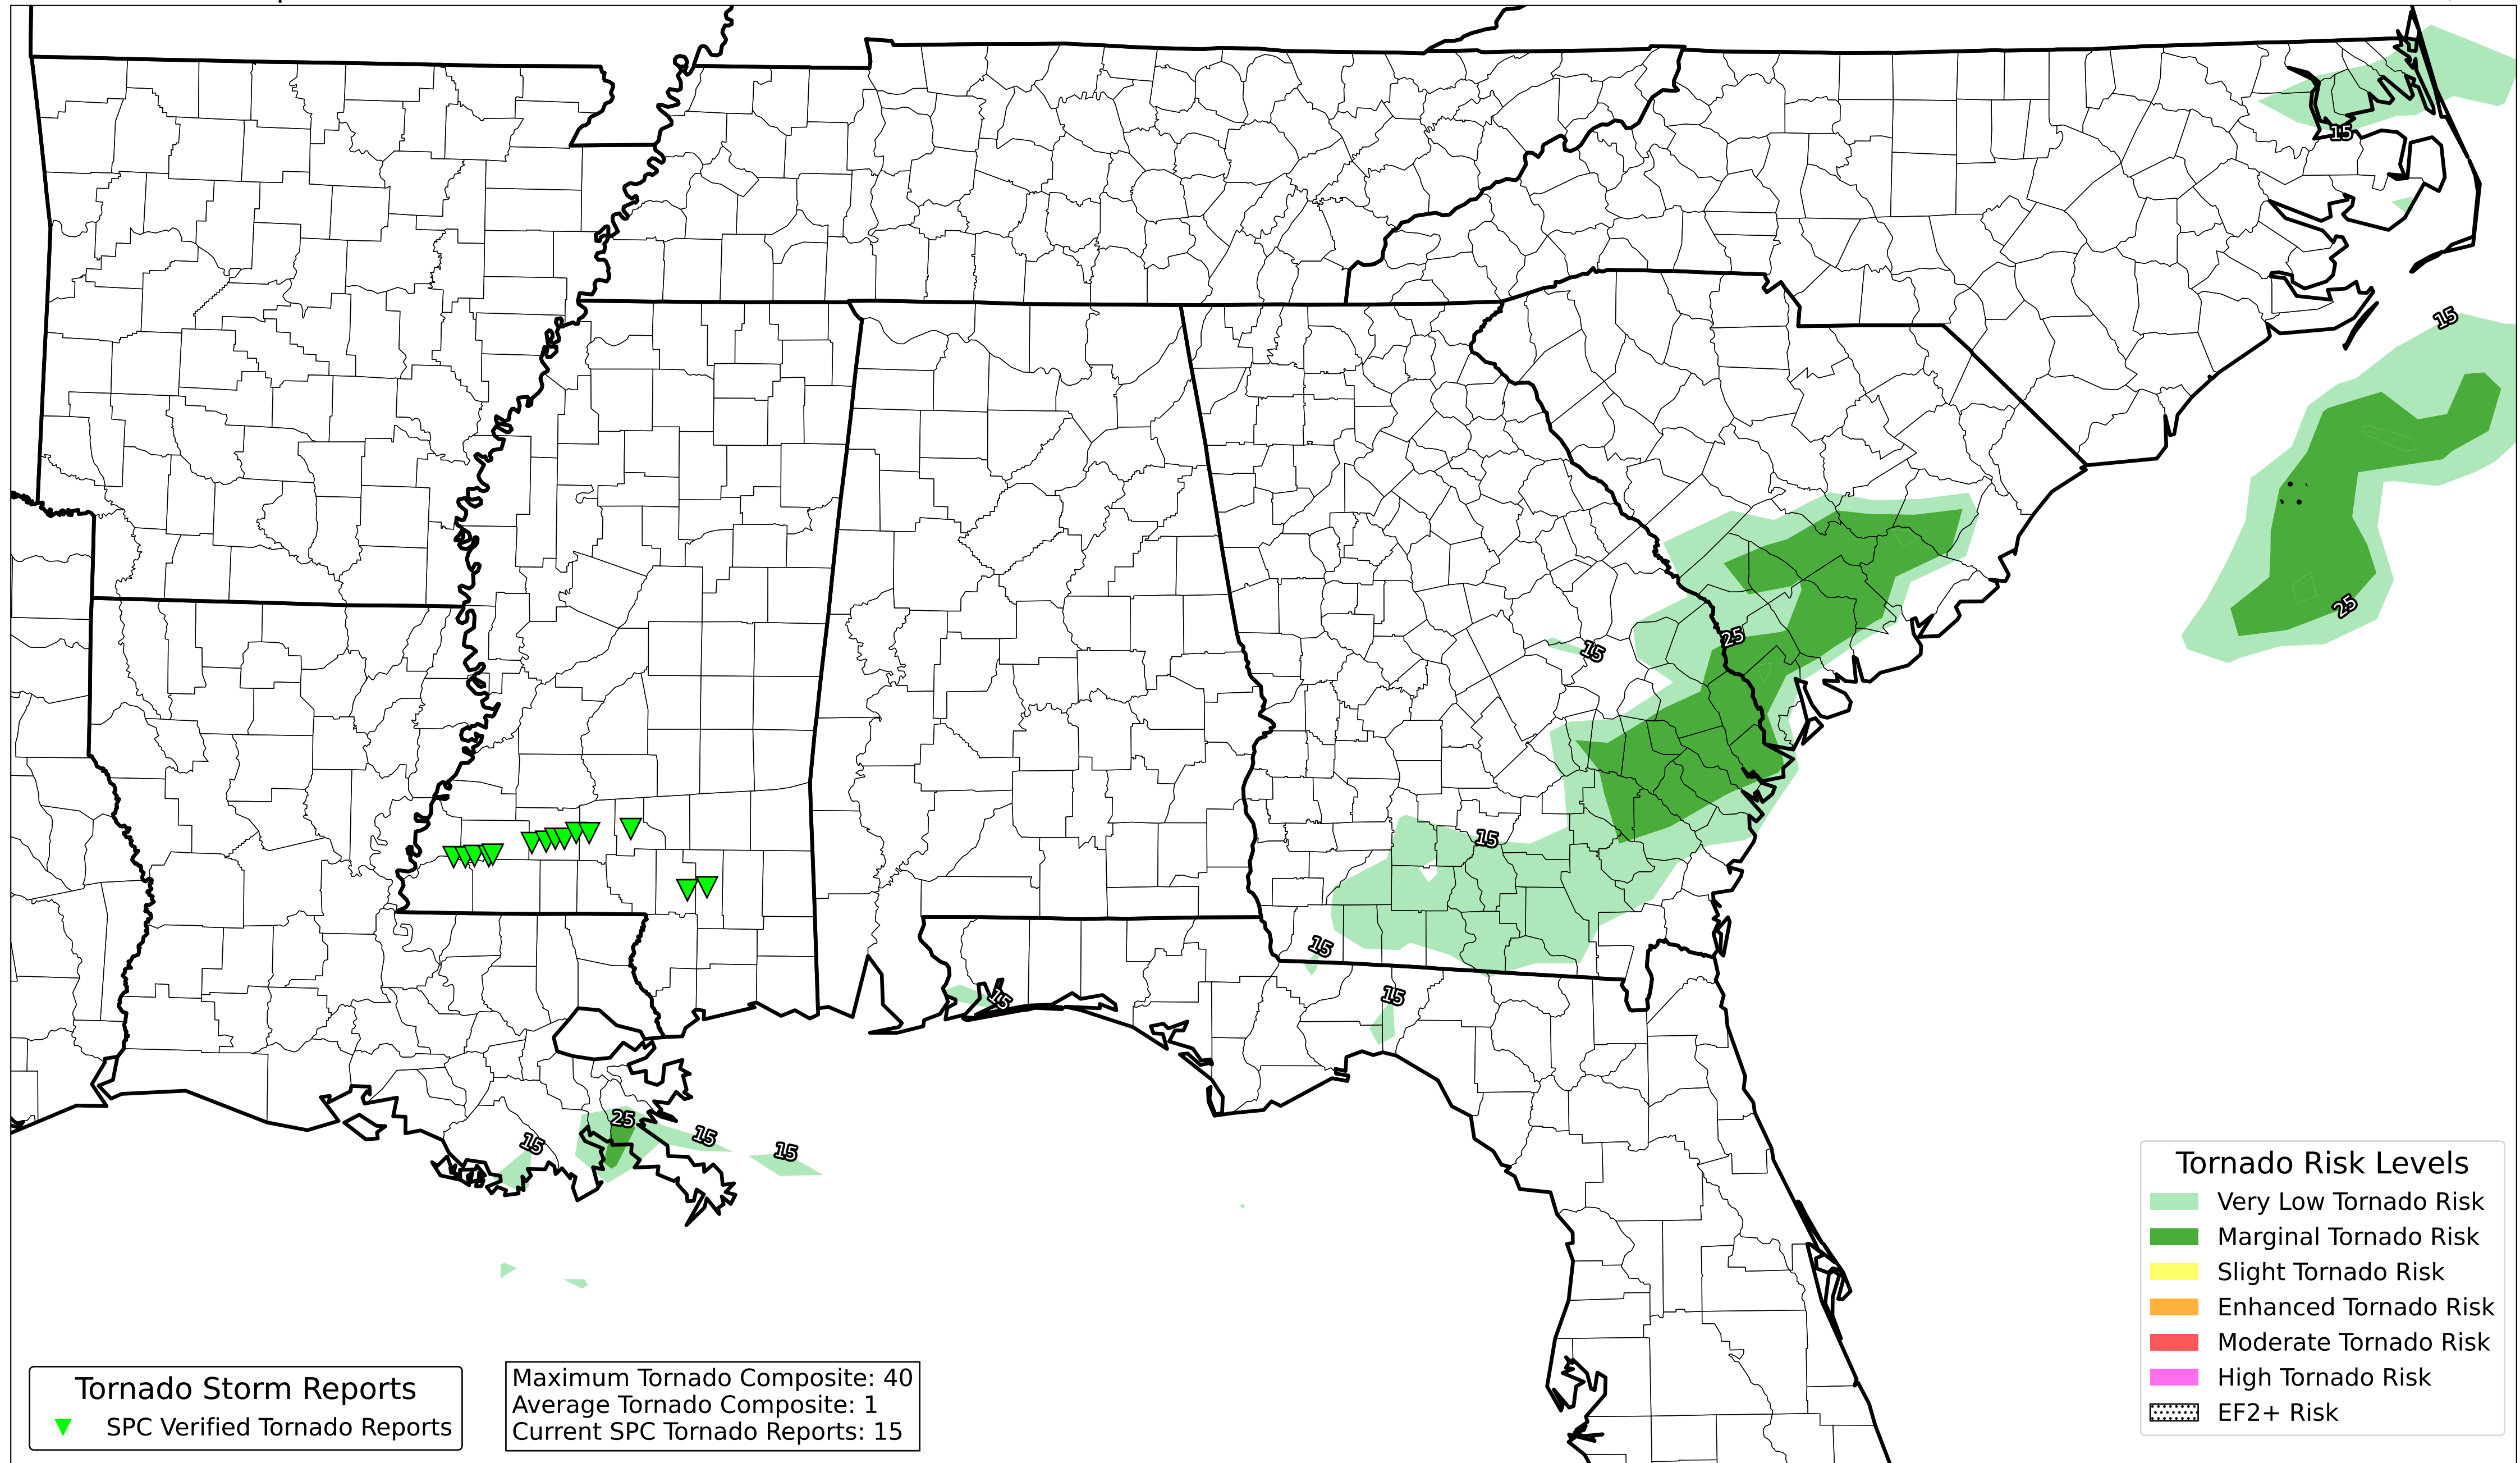 15
15
25
25
15
15
15
15
15
25
15
15
15
Tornado Risk Levels
Very Low Tornado Risk
Marginal Tornado Risk
Slight Tornado Risk
Enhanced Tornado Risk
Moderate Tornado Risk
High Tornado Risk
EF2+ Risk
Tornado Storm Reports
SPC Verified Tornado Reports
Maximum Tornado Composite: 40
Average Tornado Composite: 1
Current SPC Tornado Reports: 15